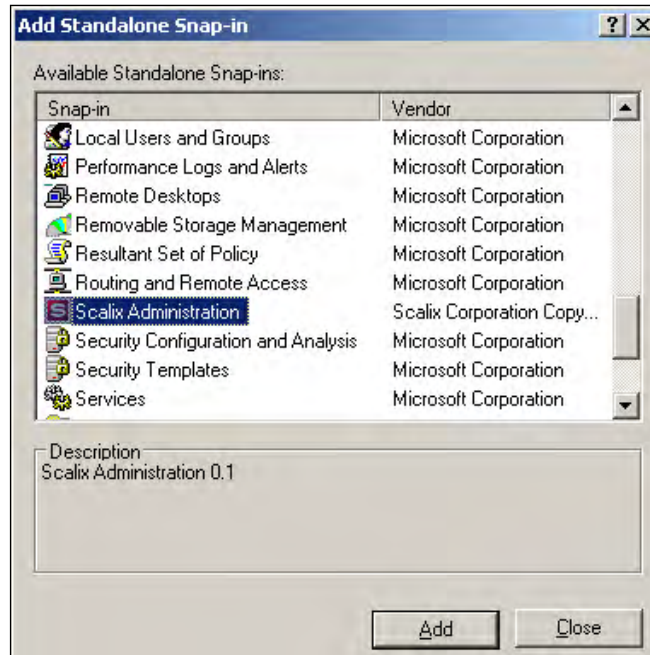 Add Standalone Snap-in
Available Standalone Snap-ins:
Snap-in Vendor
Local Users and Groups Microsoft Corporation
Performance Logs and Alerts Microsoft Corporation
Remote Desktops Microsoft Corporation
Removable Storage Management Microsoft Corporation
Resultant Set of Policy Microsoft Corporation
Routing and Remote Access Microsoft Corporation
Scalix Administration Scalix Corporation Copy...
Security Configuration and Analysis Microsoft Corporation
Security Templates Microsoft Corporation
Services Microsoft Corporation
Description
Scalix Administration 0.1
Add Close